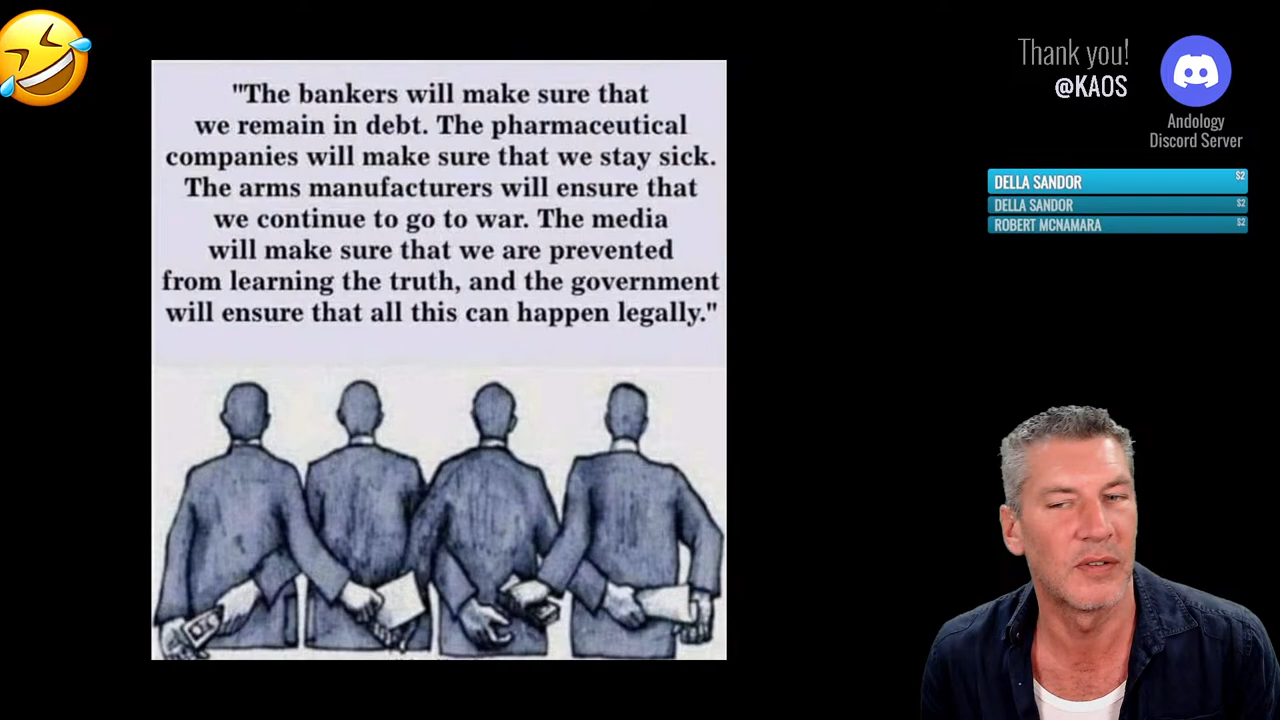 "The bankers will make sure that
we remain in debt. The pharmaceutical
companies will make sure that we stay sick.
The arms manufacturers will ensure that
we continue to go to war. The media
will make sure that we are prevented
from learning the truth, and the government
will ensure that all this can happen legally."
Thank you!
@KAOS
Andology
Discord Server
DELLA SANDOR $2
DELLA SANDOR $2
ROBERT MCNAMARA $2